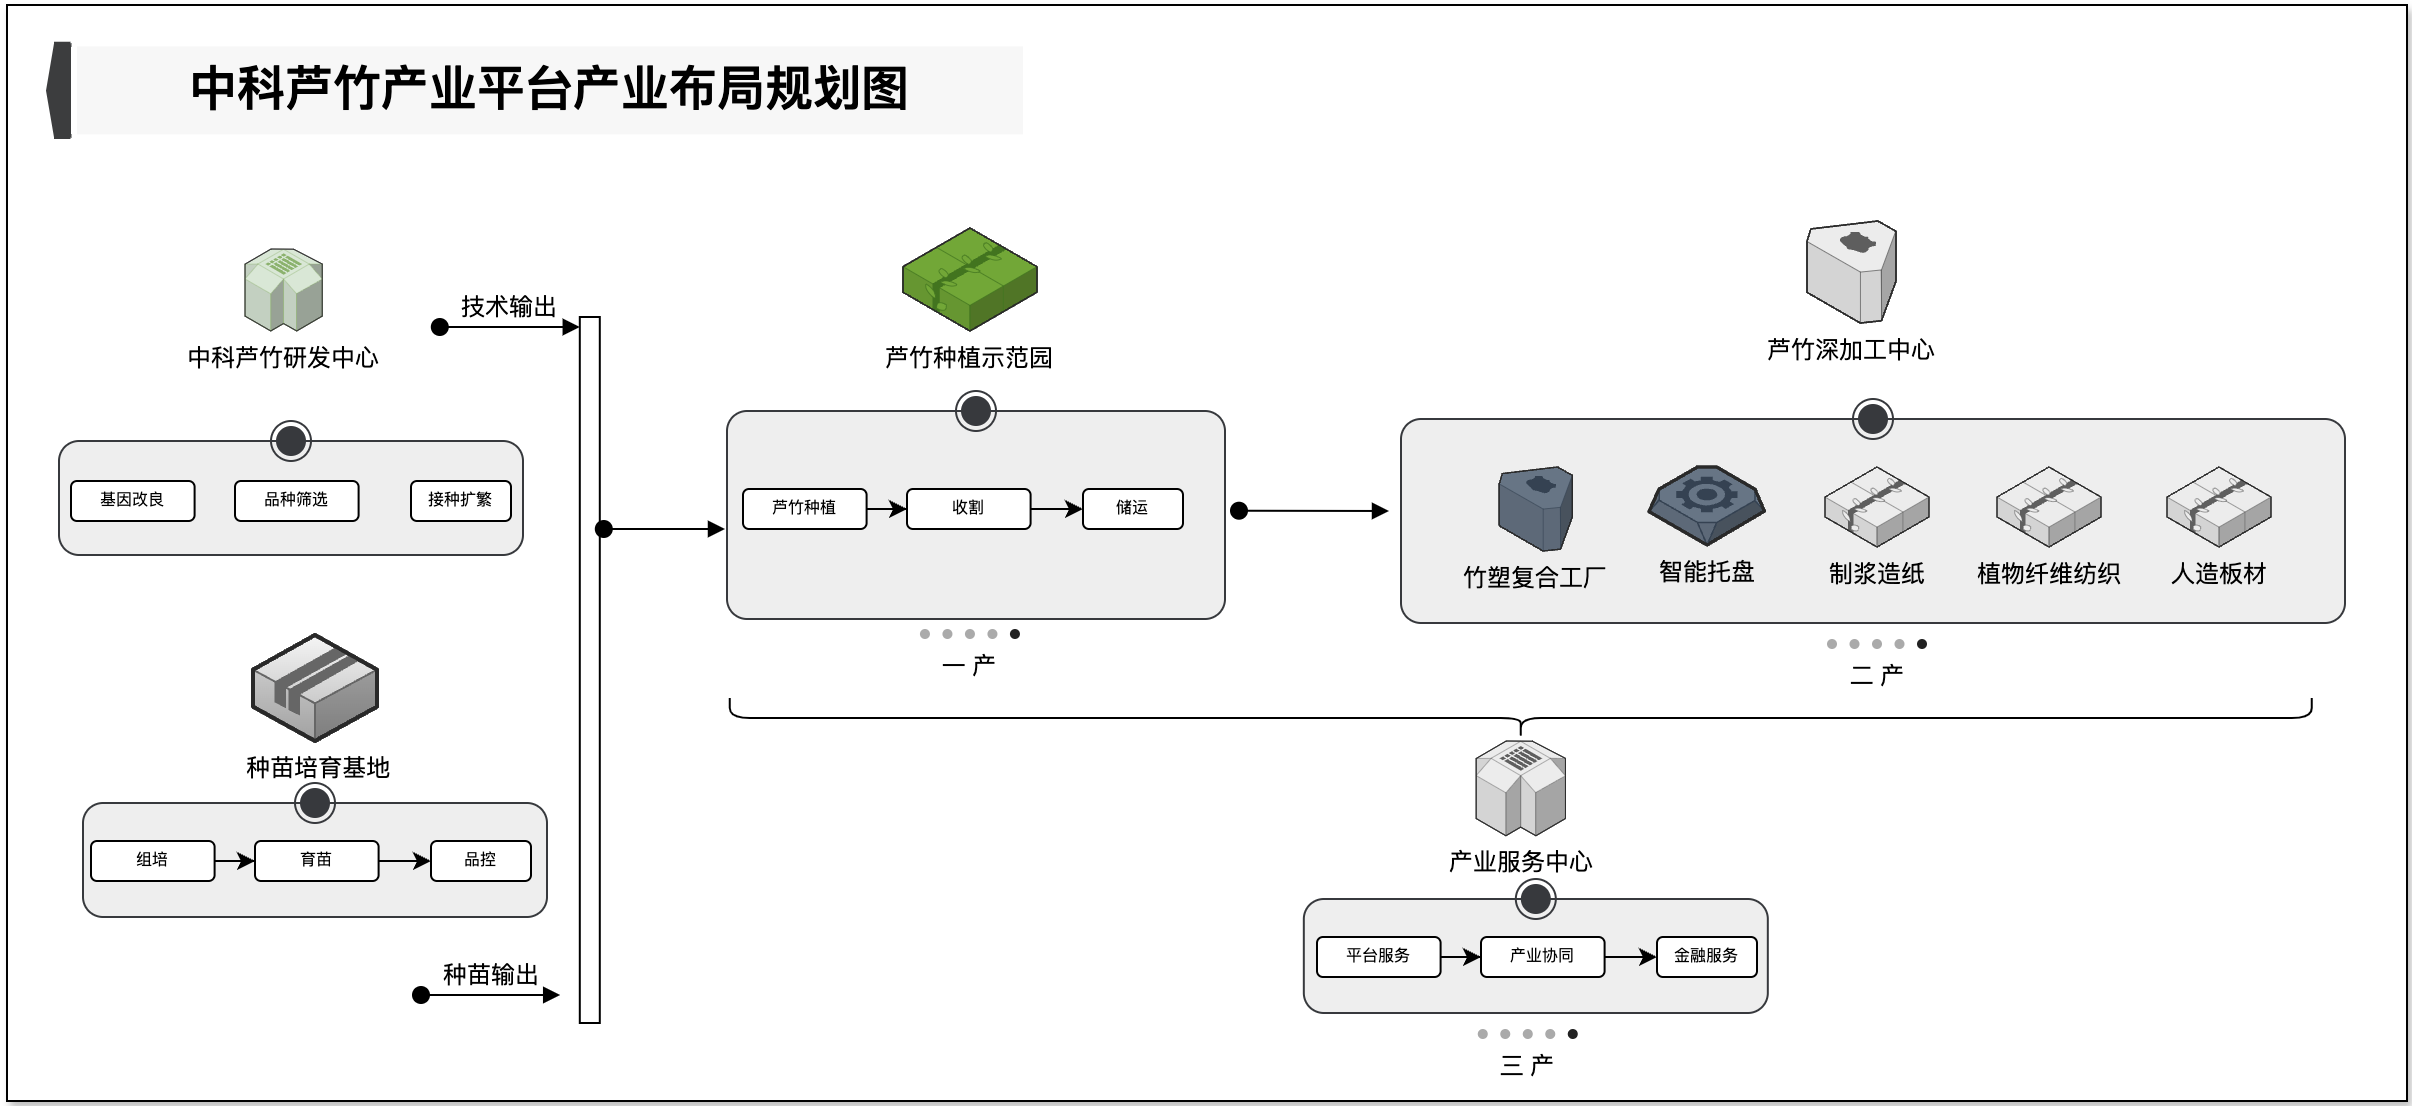 中科芦竹产业平台产业布局规划图
中科芦竹研发中心
技术输出
基因改良
品种筛选
接种扩繁
种苗培育基地
组培
育苗
品控
种苗输出
芦竹种植示范园
芦竹种植
收割
储运
一 产
芦竹深加工中心
竹塑复合工厂
智能托盘
制浆造纸
植物纤维纺织
人造板材
二 产
产业服务中心
平台服务
产业协同
金融服务
三 产